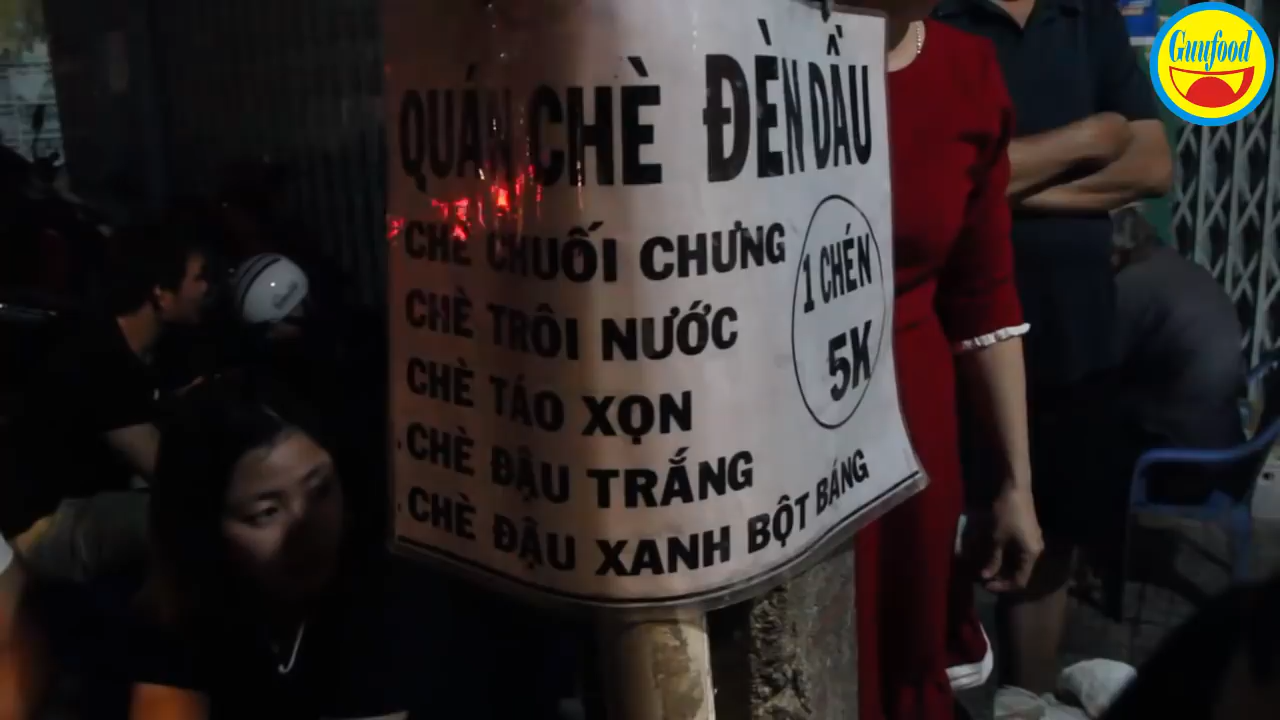 Gunfood
QUÁN CHÈ ĐÈN DẦU
CHÈ CHUỐI CHƯNG
CHÈ TRÔI NƯỚC
CHÈ TÁO XỌN
CHÈ ĐẬU TRẮNG
CHÈ ĐẬU XANH BỘT BÁNG
1 CHÉN
5K